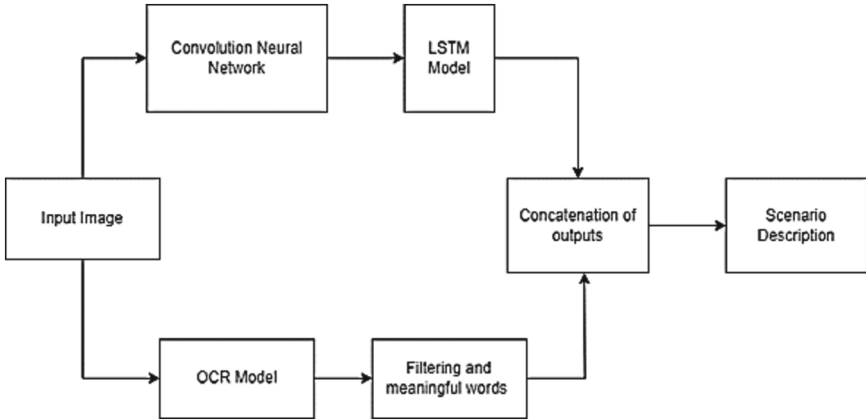 Convolution Neural
Network
LSTM
Model
Input Image
Concatenation of
outputs
Scenario
Description
OCR Model
Filtering and
meaningful words